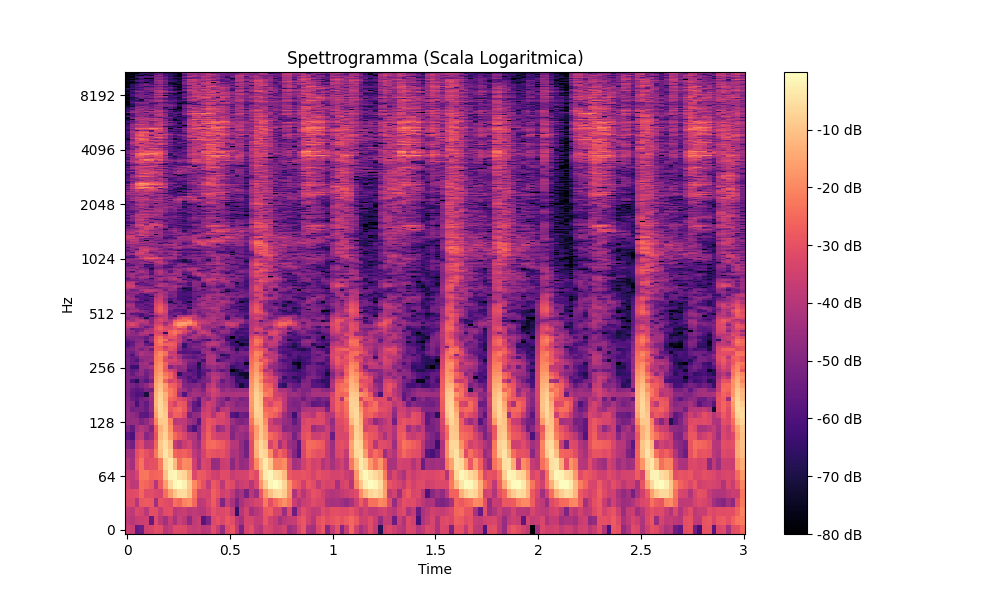 Spettrogramma (Scala Logaritmica)
Hz
8192
4096
2048
1024
512
256
128
64
0
0 0.5 1 1.5 2 2.5 3
Time
-10 dB
-20 dB
-30 dB
-40 dB
-50 dB
-60 dB
-70 dB
-80 dB